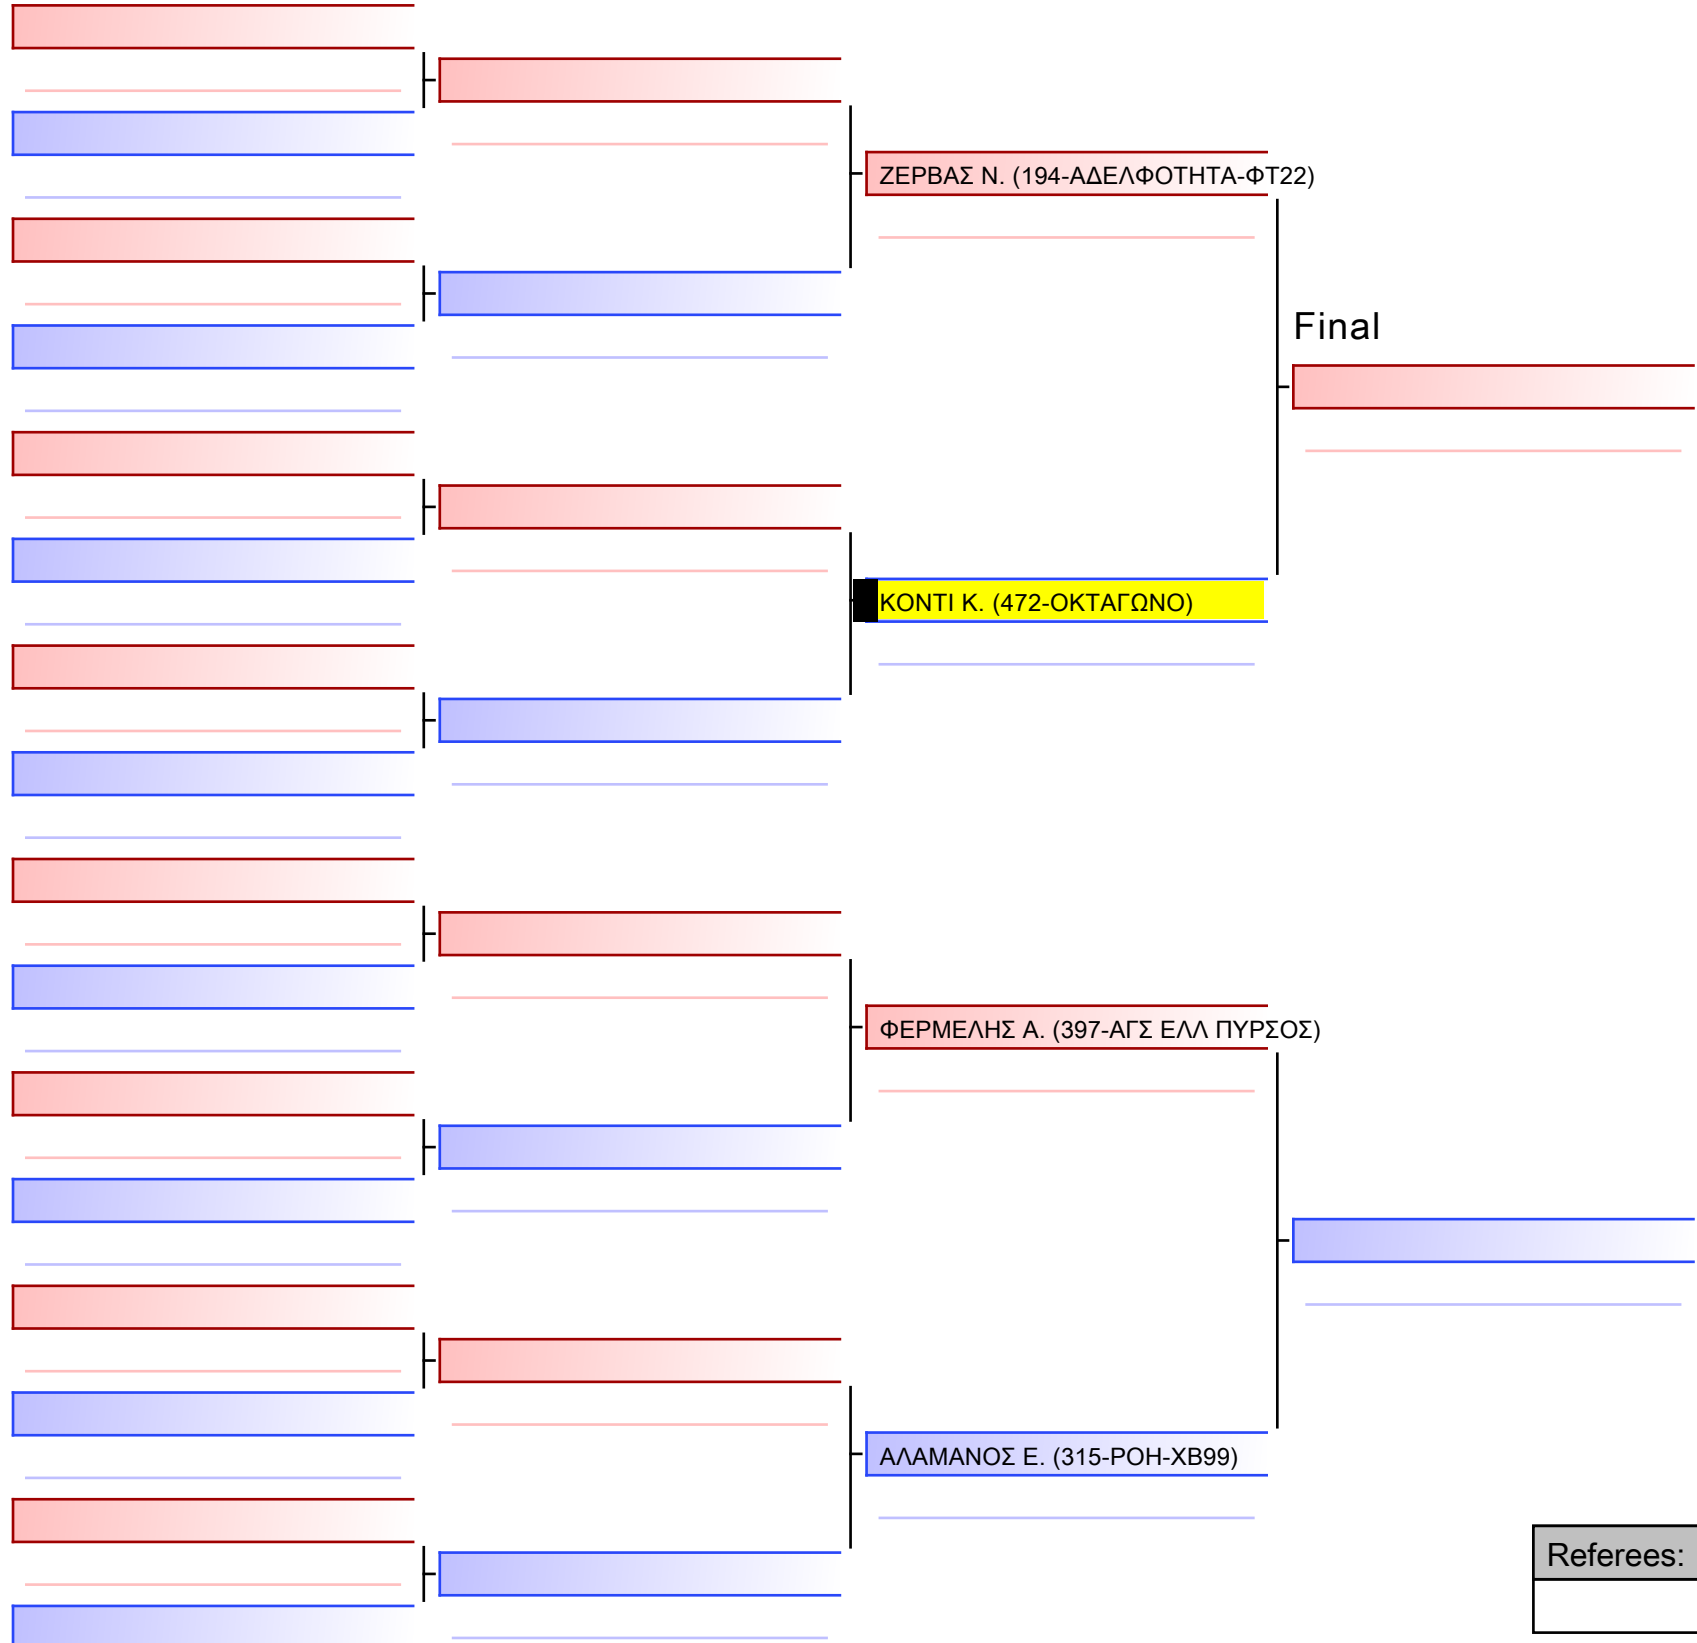 ΖΕΡΒΑΣ Ν. (194-ΑΔΕΛΦΟΤΗΤΑ-ΦΤ22)
Final
ΚΟΝΤΙ Κ. (472-ΟΚΤΑΓΩΝΟ)
ΦΕΡΜΕΛΗΣ Α. (397-ΑΓΣ ΕΛΛ ΠΥΡΣΟΣ)
ΑΛΑΜΑΝΟΣ Ε. (315-ΡΟΗ-ΧΒ99)
Referees: